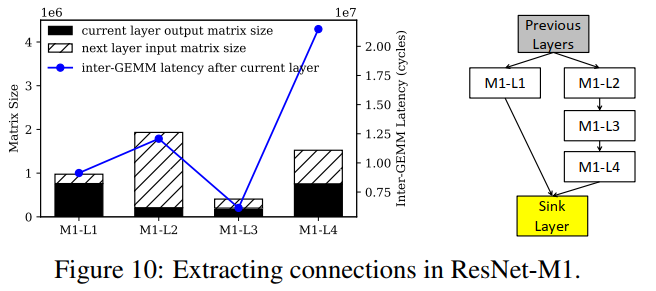 1e6
1e7
current layer output matrix size
next layer input matrix size
inter-GEMM latency after current layer
Matrix Size
4
3
2
1
0
2.00
1.75
1.50
1.25
1.00
0.75
Inter-GEMM Latency (cycles)
M1-L1
M1-L2
M1-L3
M1-L4
Previous
Layers
M1-L1
M1-L2
M1-L3
M1-L4
Sink
Layer
Figure 10: Extracting connections in ResNet-M1.